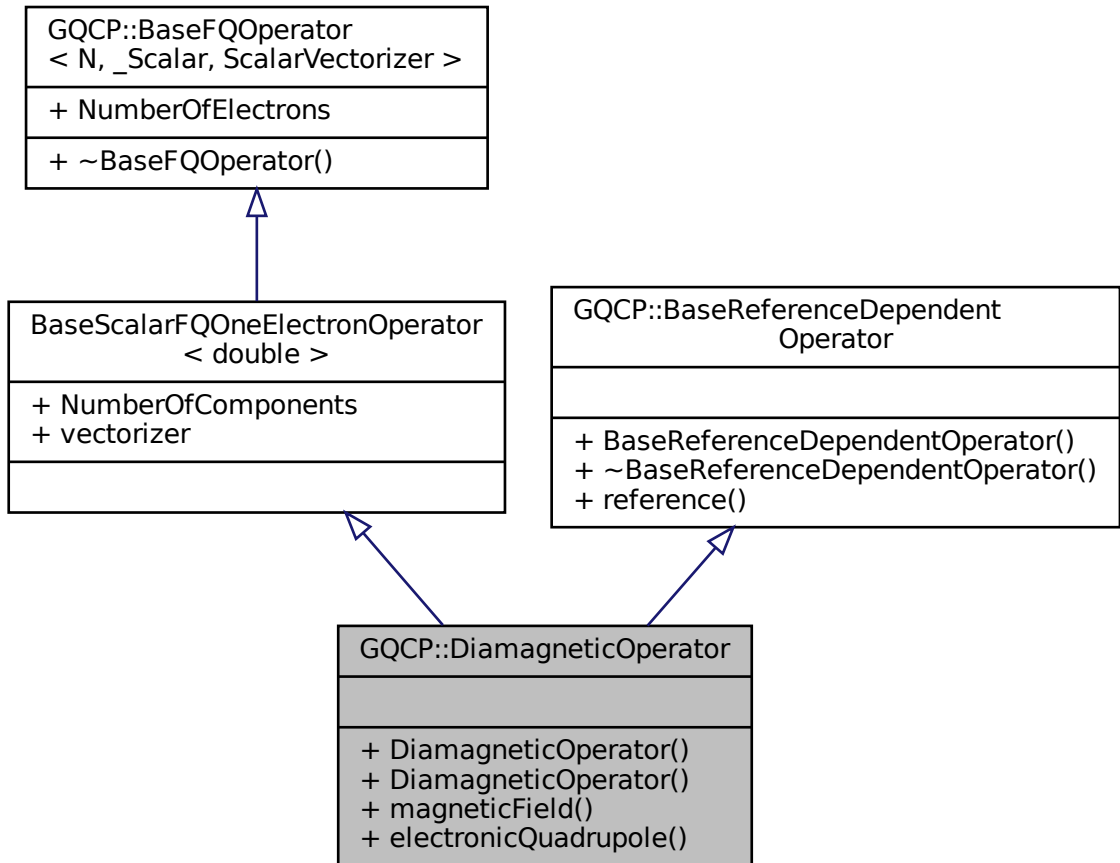 GQCP::BaseFQOperator
< N, _Scalar, ScalarVectorizer >
+ NumberOfElectrons
+ ~BaseFQOperator()
BaseScalarFQOneElectronOperator
< double >
+ NumberOfComponents
+ vectorizer
GQCP::BaseReferenceDependent
Operator
+ BaseReferenceDependentOperator()
+ ~BaseReferenceDependentOperator()
+ reference()
GQCP::DiamagneticOperator
+ DiamagneticOperator()
+ DiamagneticOperator()
+ magneticField()
+ electronicQuadrupole()